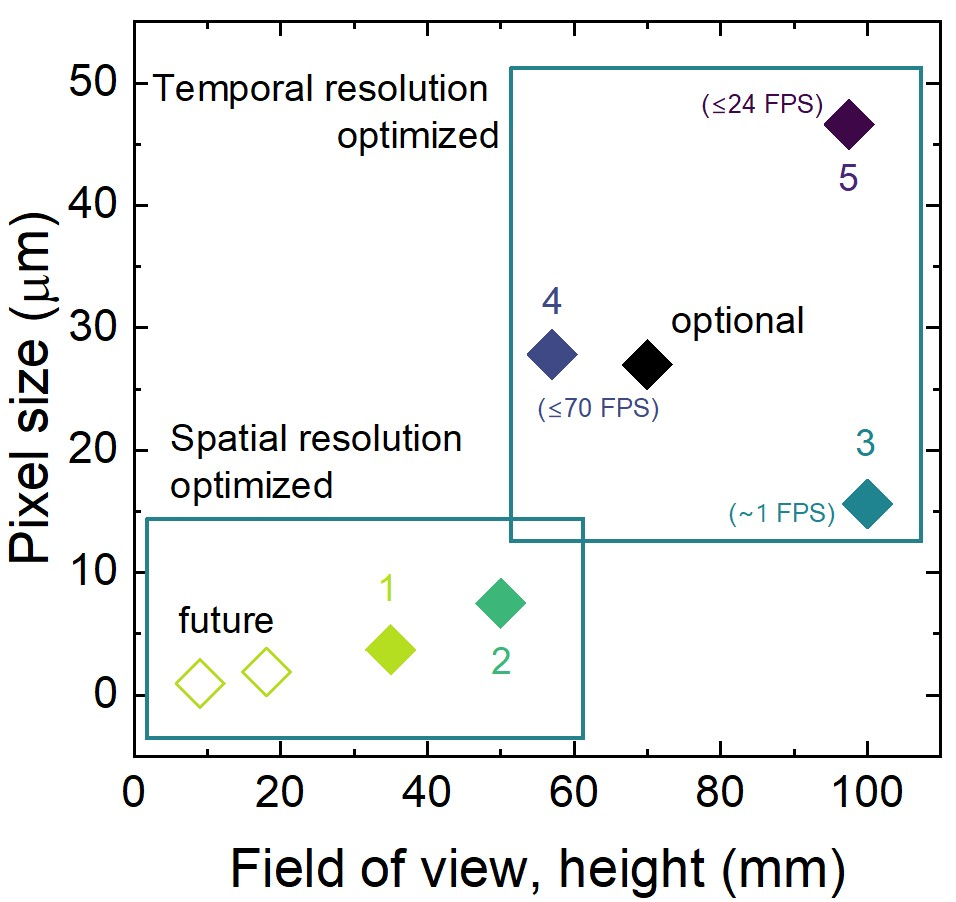 Temporal resolution
optimized
(≤24 FPS)
5
4
optional
(≤70 FPS)
3
(~1 FPS)
Spatial resolution
optimized
1
future
2
50
40
30
20
10
0
Pixel size (μm)
0 20 40 60 80 100
Field of view, height (mm)